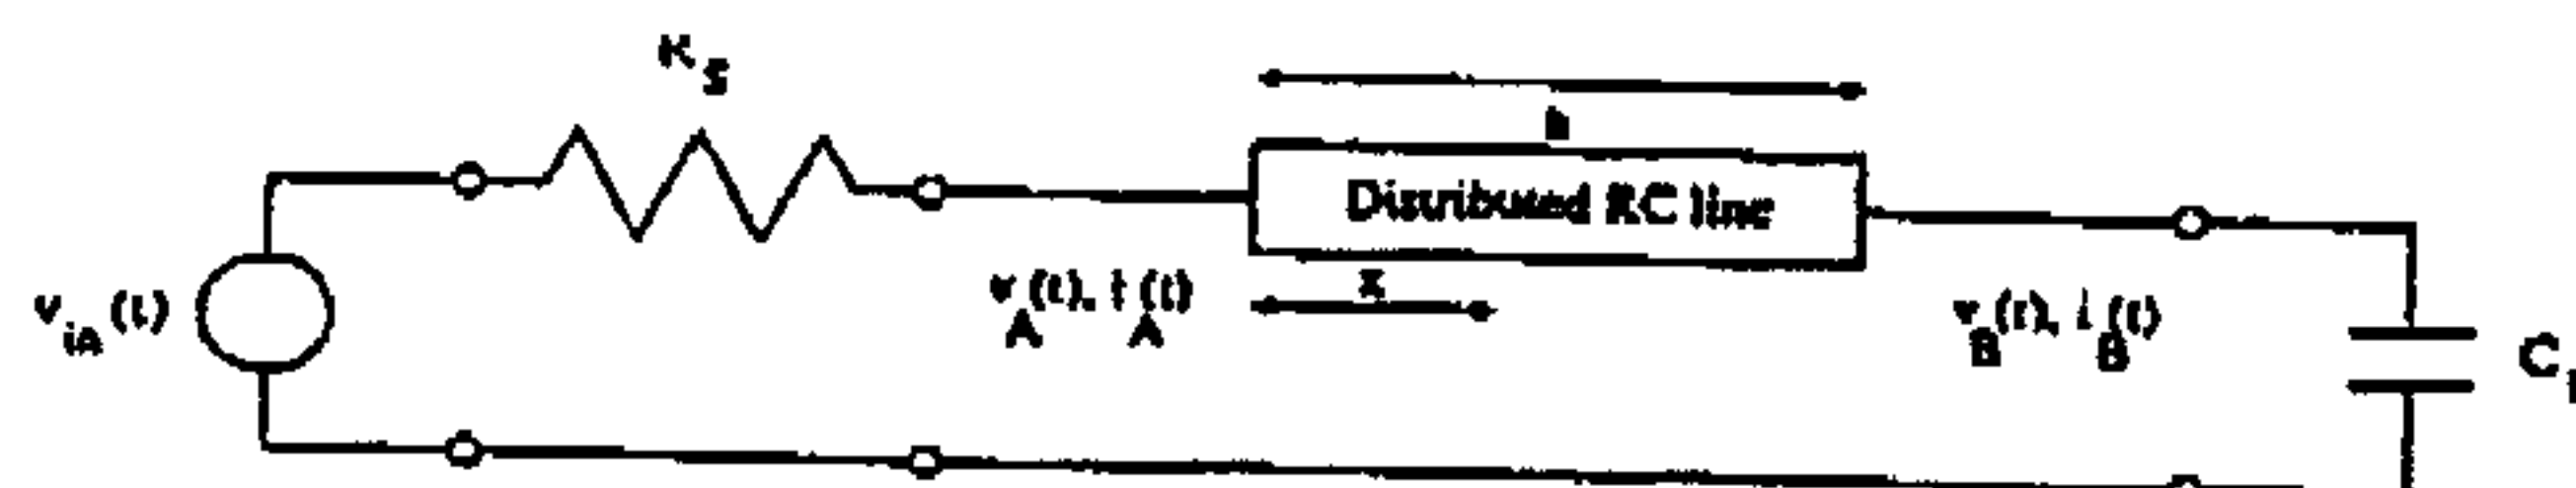 R_S
h
Distributed RC line
x
v_iA(t)
v_A(t), i_A(t)
v_B(t), i_B(t)
C